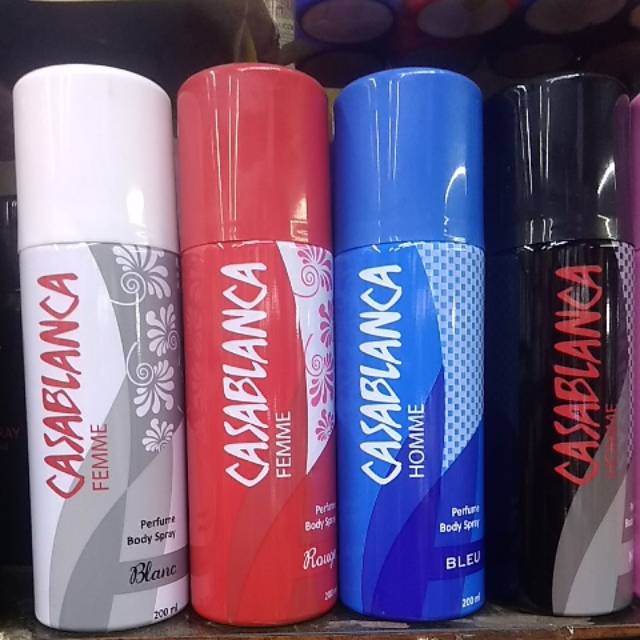 CASABLANCA
FEMME
Perfume
Body Spray
Blanc
200 ml
CASABLANCA
FEMME
Perfume
Body Spray
Rouge
CASABLANCA
HOMME
Perfume
Body Spray
BLEU
200 ml
CASABLANCA